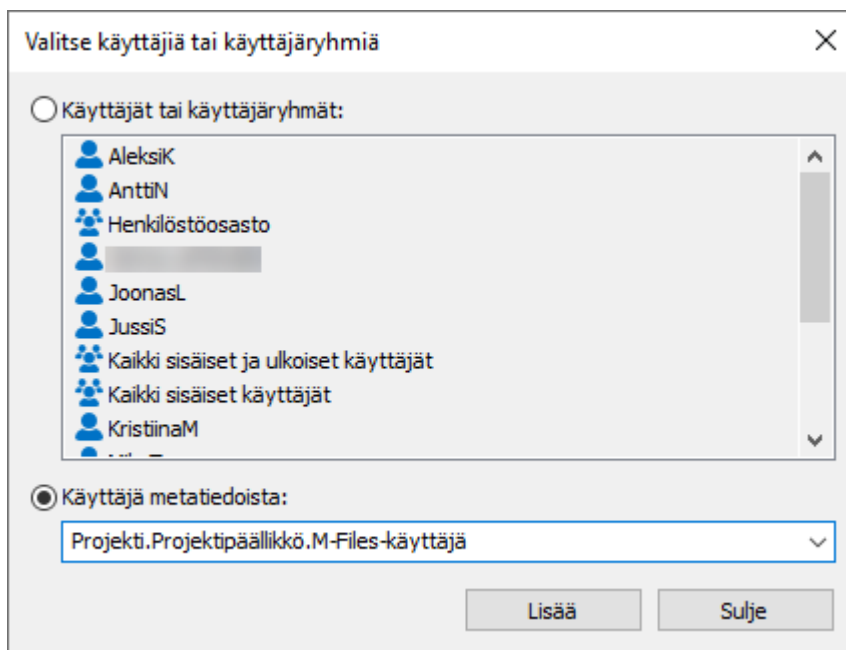 Valitse käyttäjiä tai käyttäjäryhmiä
Käyttäjät tai käyttäjäryhmät:
AleksiK
AnttiN
Henkilöstöosasto
JoonasL
JussiS
Kaikki sisäiset ja ulkoiset käyttäjät
Kaikki sisäiset käyttäjät
KristiinaM
Käyttäjä metatiedoista:
Projekti.Projektipäällikkö.M-Files-käyttäjä
Lisää Sulje